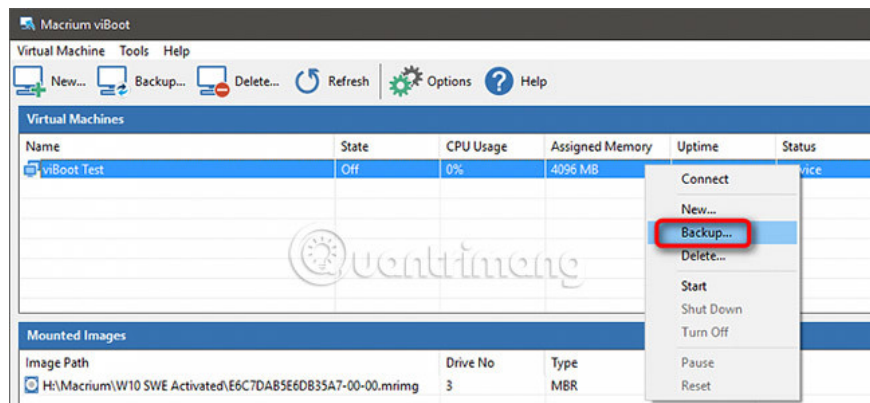 Macrium viBoot
Virtual Machine Tools Help
New... Backup... Delete... Refresh Options Help
Virtual Machines
Name State CPU Usage Assigned Memory Uptime Status
viBoot Test Off 0% 4096 MB
Connect
New...
Backup...
Delete...
Start
Shut Down
Turn Off
Pause
Reset
Quantrimang
Mounted Images
Image Path Drive No Type
H:\Macrium\W10 SWE Activated\E6C7DAB5E6DB35A7-00-00.mrimg 3 MBR